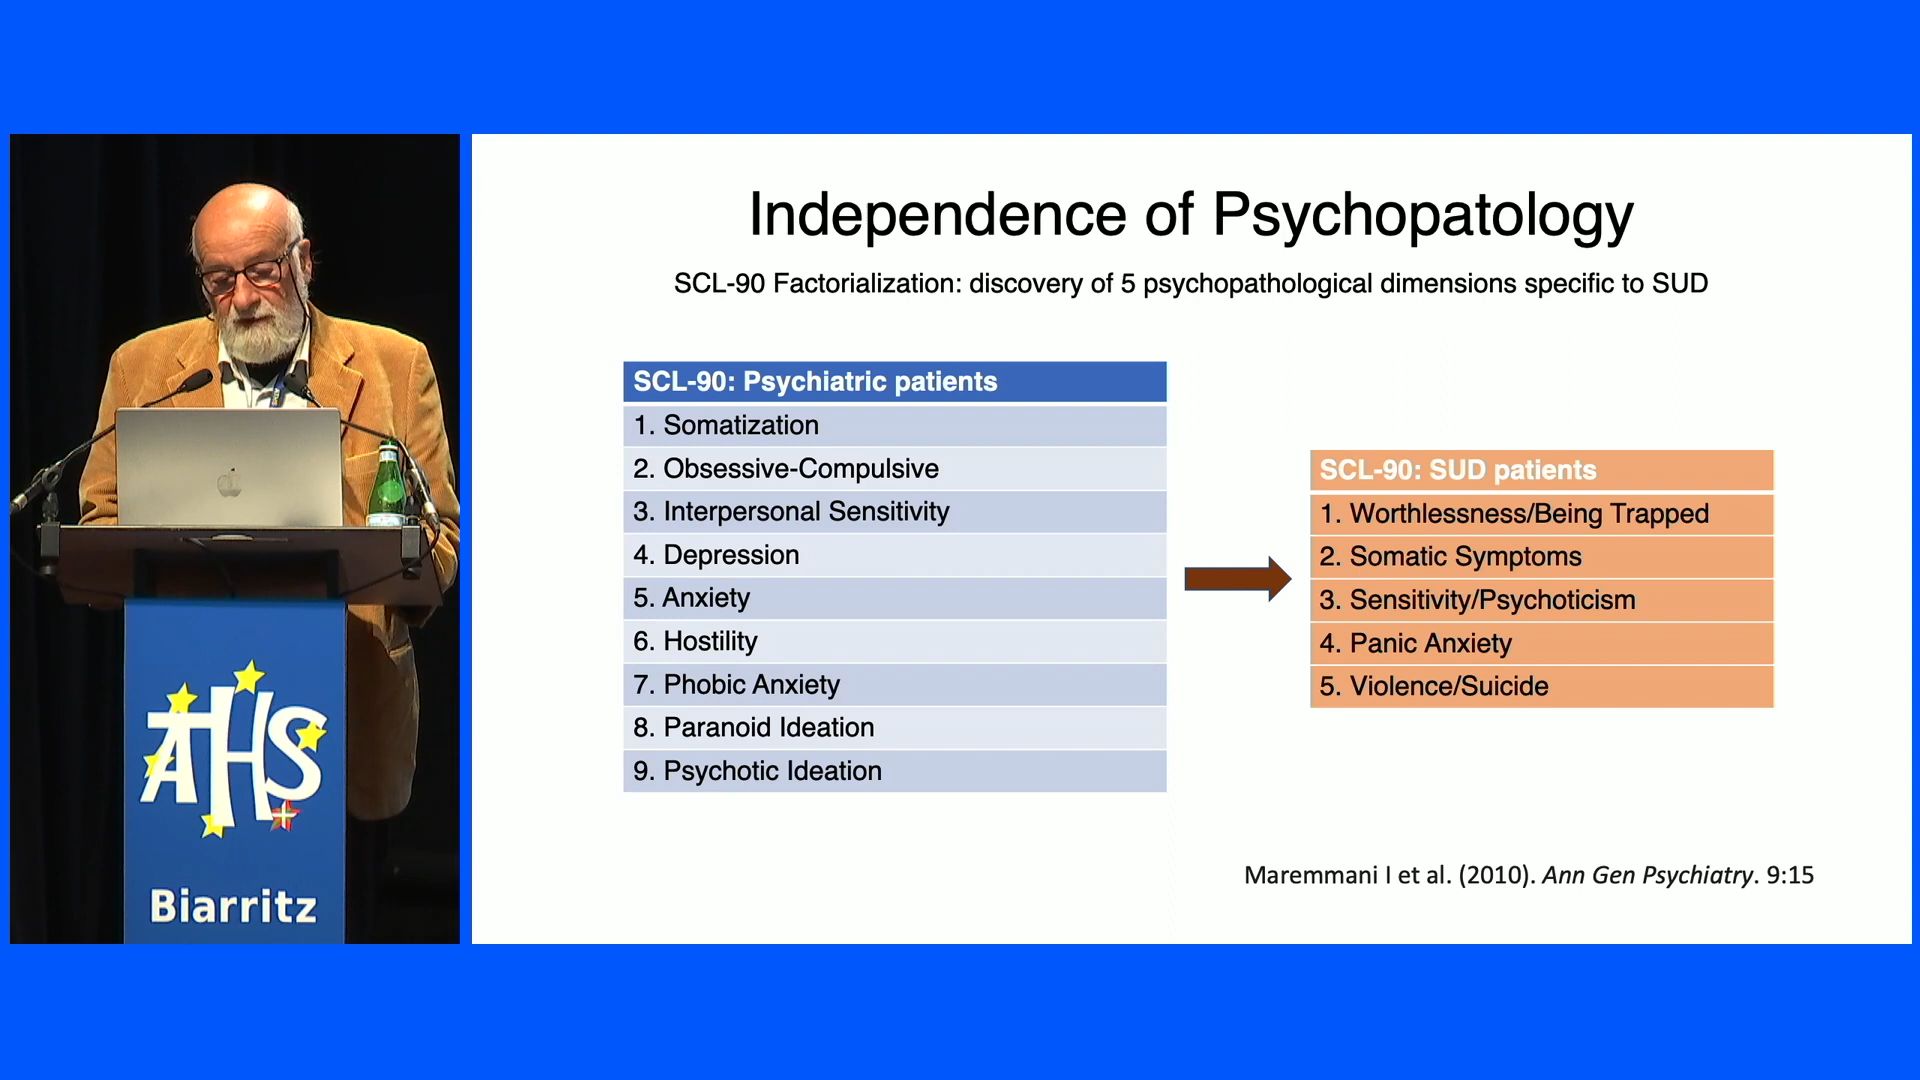 Independence of Psychopatology
SCL-90 Factorialization: discovery of 5 psychopathological dimensions specific to SUD
SCL-90: Psychiatric patients
1. Somatization
2. Obsessive-Compulsive
3. Interpersonal Sensitivity
4. Depression
5. Anxiety
6. Hostility
7. Phobic Anxiety
8. Paranoid Ideation
9. Psychotic Ideation
SCL-90: SUD patients
1. Worthlessness/Being Trapped
2. Somatic Symptoms
3. Sensitivity/Psychoticism
4. Panic Anxiety
5. Violence/Suicide
Maremmani I et al. (2010). Ann Gen Psychiatry. 9:15
ATHS
Biarritz